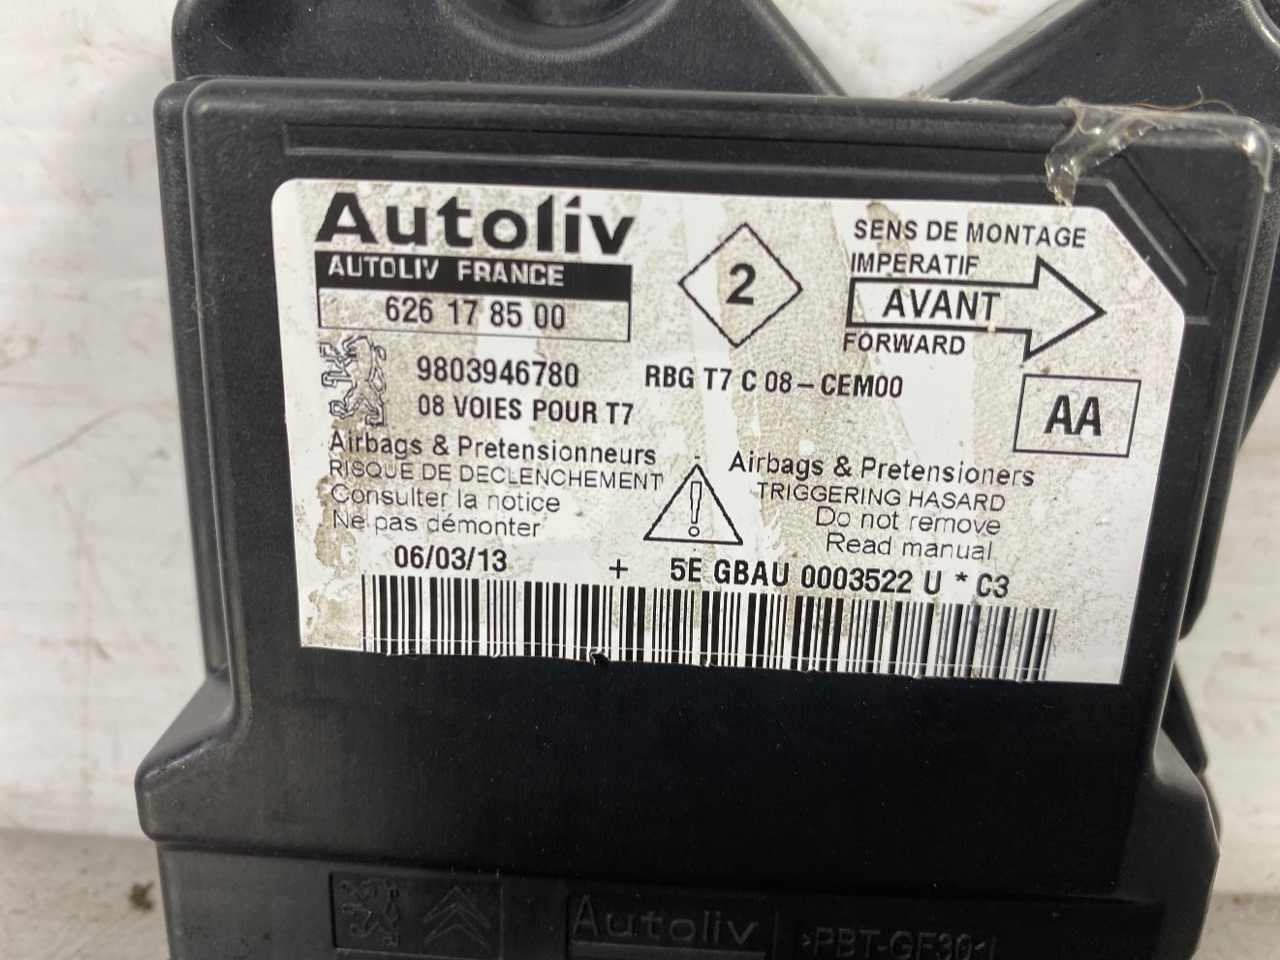 Autoliv
AUTOLIV FRANCE
626 17 85 00
2
SENS DE MONTAGE
IMPERATIF
AVANT
FORWARD
9803946780
RBG T7 C 08-CEM00
08 VOIES POUR T7
AA
Airbags & Pretensionneurs
RISQUE DE DECLENCHEMENT
Consulter la notice
Ne pas démonter
!
Airbags & Pretensioners
TRIGGERING HASARD
Do not remove
Read manual
06/03/13 + 5E GBAU 0003522 U * C3
Autoliv
>PBT-GF30<